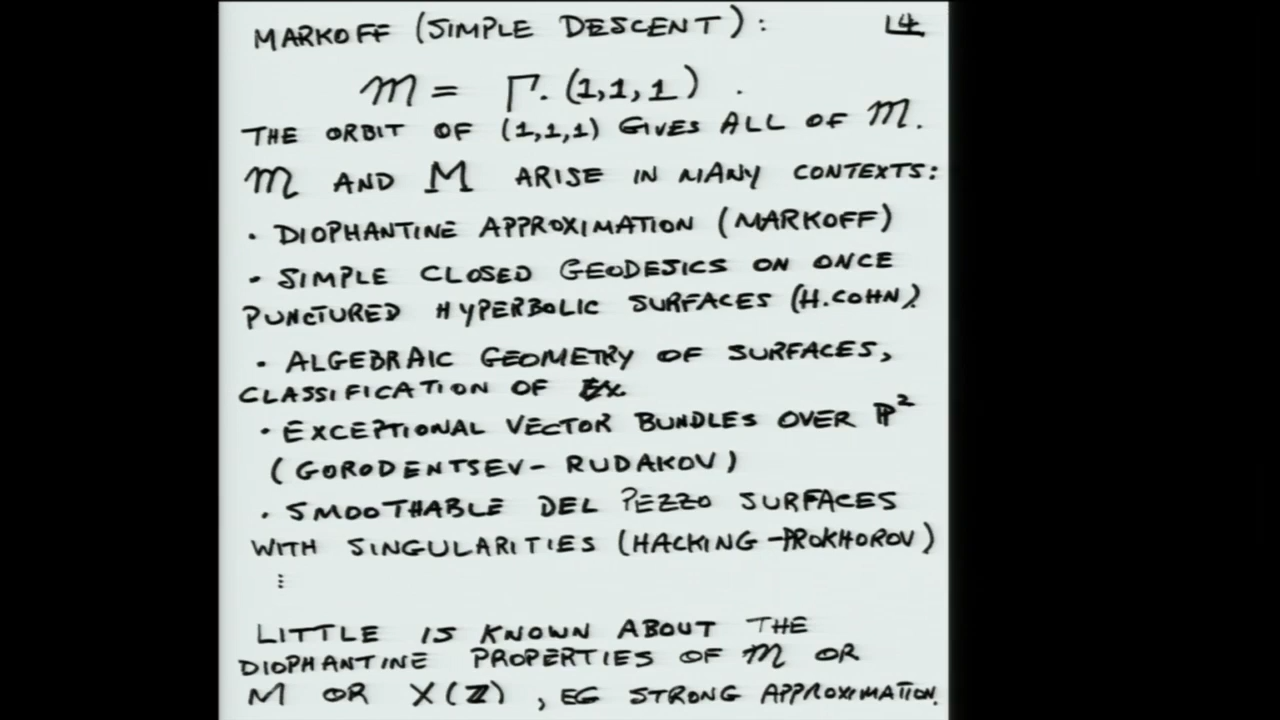 MARKOFF (SIMPLE DESCENT): 14
𝓂 = Γ. (1,1,1) .
THE ORBIT OF (1,1,1) GIVES ALL OF 𝓂.
𝓂 AND M ARISE IN MANY CONTEXTS:
· DIOPHANTINE APPROXIMATION (MARKOFF)
· SIMPLE CLOSED GEODESICS ON ONCE
PUNCTURED HYPERBOLIC SURFACES (H.COHN).
· ALGEBRAIC GEOMETRY OF SURFACES,
CLASSIFICATION OF
· EXCEPTIONAL VECTOR BUNDLES OVER ℙ²
(GORODENTSEV- RUDAKOV)
· SMOOTHABLE DEL PEZZO SURFACES
WITH SINGULARITIES (HACKING-PROKHOROV)
⋮
LITTLE IS KNOWN ABOUT THE
DIOPHANTINE PROPERTIES OF 𝓂 OR
M OR X(ℤ), EG STRONG APPROXIMATION.